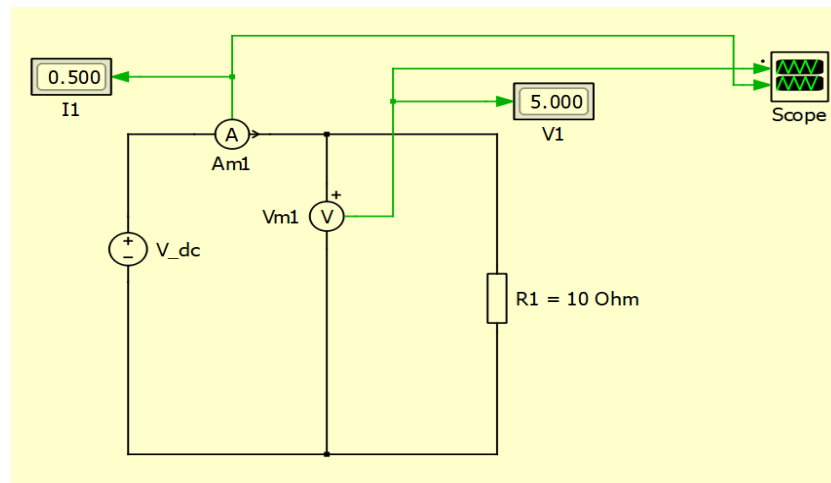 0.500
I1
5.000
V1
Scope
A
Am1
+
Vm1
V
+
−
V_dc
R1 = 10 Ohm